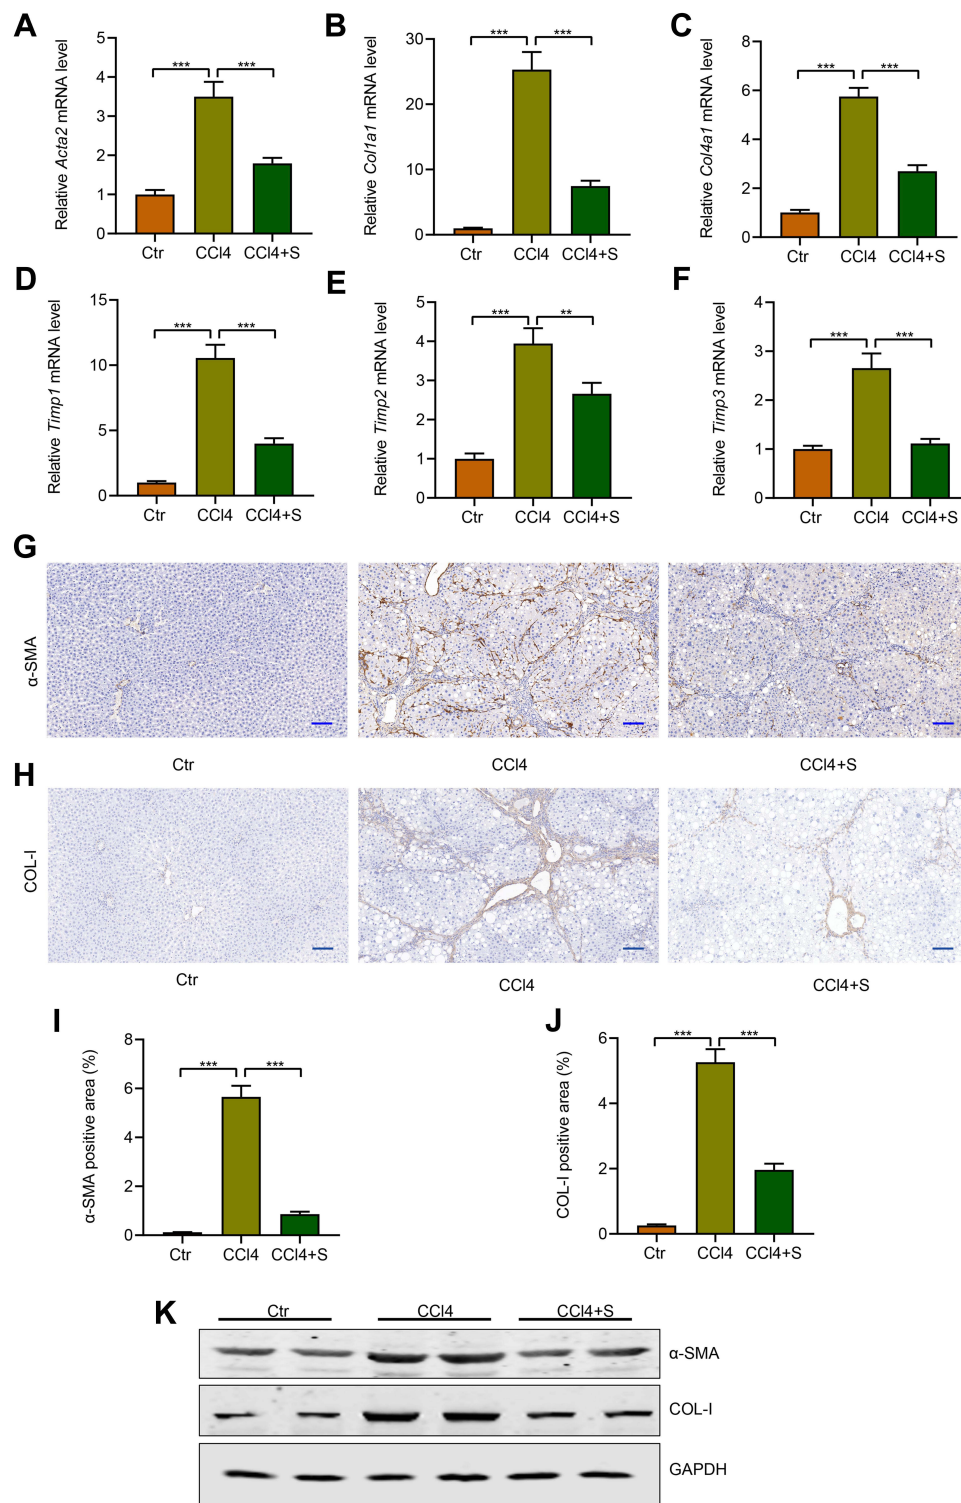 A
Relative Acta2 mRNA level
5
4
3
2
1
0
***
***
Ctr
CCl4
CCl4+S
B
Relative Col1a1 mRNA level
30
20
10
0
***
***
Ctr
CCl4
CCl4+S
C
Relative Col4a1 mRNA level
8
6
4
2
0
***
***
Ctr
CCl4
CCl4+S
D
Relative Timp1 mRNA level
15
10
5
0
***
***
Ctr
CCl4
CCl4+S
E
Relative Timp2 mRNA level
5
4
3
2
1
0
***
**
Ctr
CCl4
CCl4+S
F
Relative Timp3 mRNA level
4
3
2
1
0
***
***
Ctr
CCl4
CCl4+S
G
α-SMA
Ctr
CCl4
CCl4+S
H
COL-I
Ctr
CCl4
CCl4+S
I
α-SMA positive area (%)
8
6
4
2
0
***
***
Ctr
CCl4
CCl4+S
J
COL-I positive area (%)
6
4
2
0
***
***
Ctr
CCl4
CCl4+S
K
Ctr
CCl4
CCl4+S
α-SMA
COL-I
GAPDH